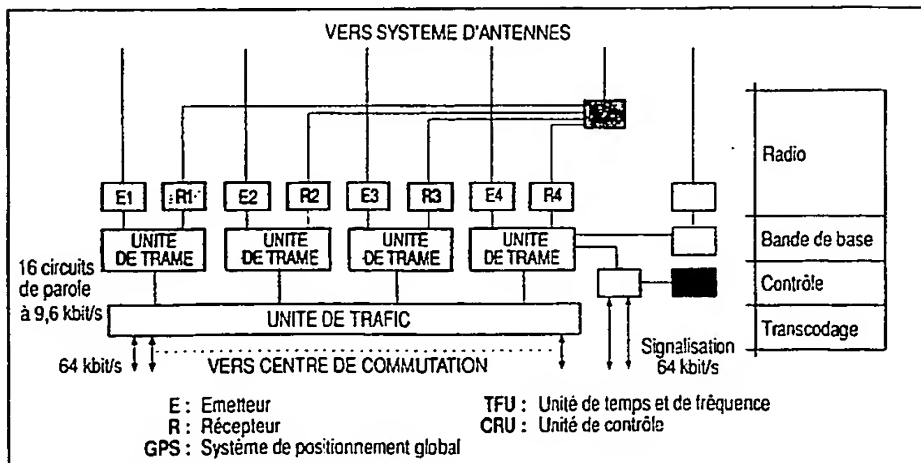 VERS SYSTEME D'ANTENNES
Radio
E1 R1 E2 R2 E3 R3 E4 R4
UNITE DE TRAME
UNITE DE TRAME
UNITE DE TRAME
UNITE DE TRAME
Bande de base
16 circuits
de parole
à 9,6 kbit/s
Contrôle
UNITE DE TRAFIC
Transcodage
64 kbit/s
VERS CENTRE DE COMMUTATION
Signalisation
64 kbit/s
E : Emetteur
R : Récepteur
GPS : Système de positionnement global
TFU : Unité de temps et de fréquence
CRU : Unité de contrôle